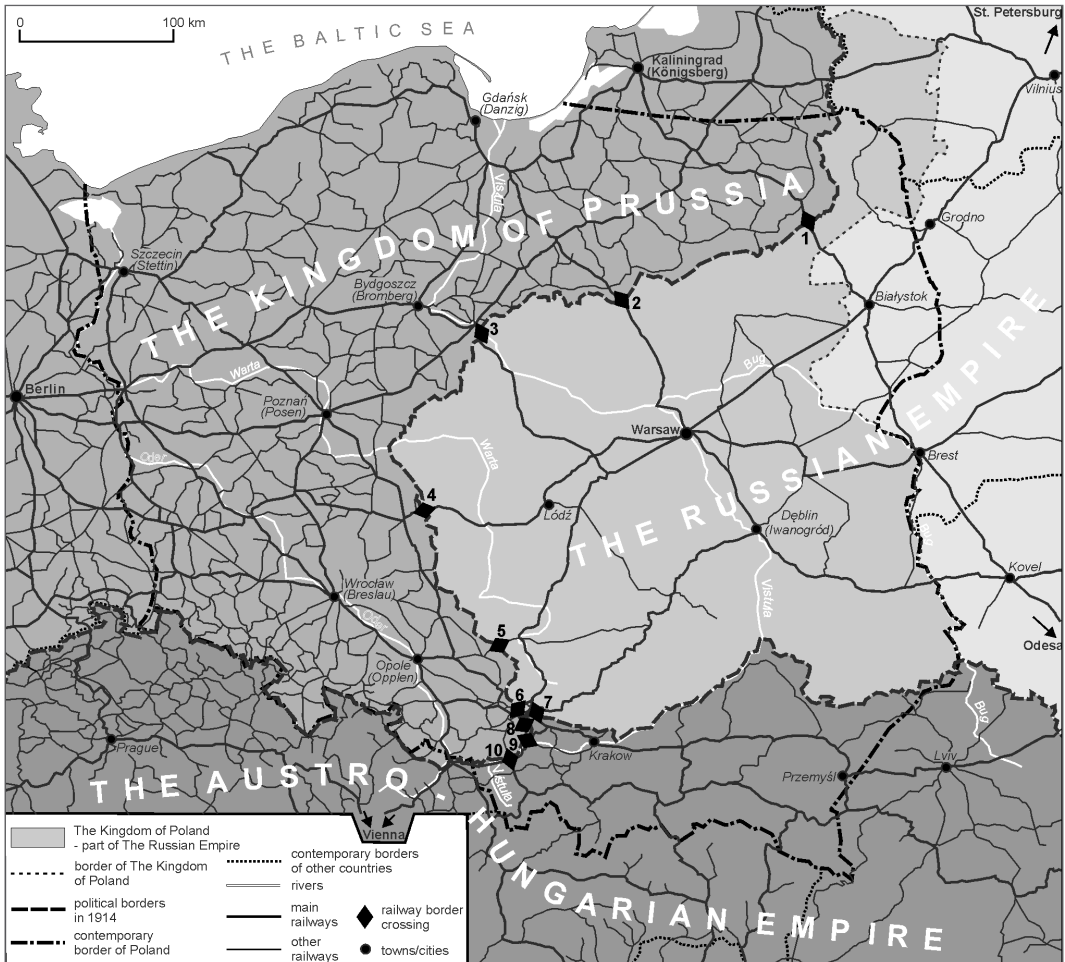 0
100 km
THE BALTIC SEA
St. Petersburg
Kaliningrad
(Königsberg)
Vilnius
Gdańsk
(Danzig)
Vistula
THE KINGDOM OF PRUSSIA
1
Grodno
Szczecin
(Stettin)
Bydgoszcz
(Bromberg)
2
Białystok
3
Berlin
Warta
Bug
Poznań
(Posen)
Warsaw
THE RUSSIAN EMPIRE
Oder
Warta
Brest
4
Łódź
Dęblin
(Iwanogród)
Bug
Wrocław
(Breslau)
Vistula
Kovel
Oder
5
Odesa
Opole
(Opplen)
6
7
8
9
10
Bug
Prague
Krakow
Lviv
Przemyśl
Vistula
THE AUSTRO - HUNGARIAN EMPIRE
Vienna
The Kingdom of Poland
- part of The Russian Empire
border of The Kingdom
of Poland
political borders
in 1914
contemporary
border of Poland
contemporary borders
of other countries
rivers
main
railways
other
railways
railway border
crossing
towns/cities